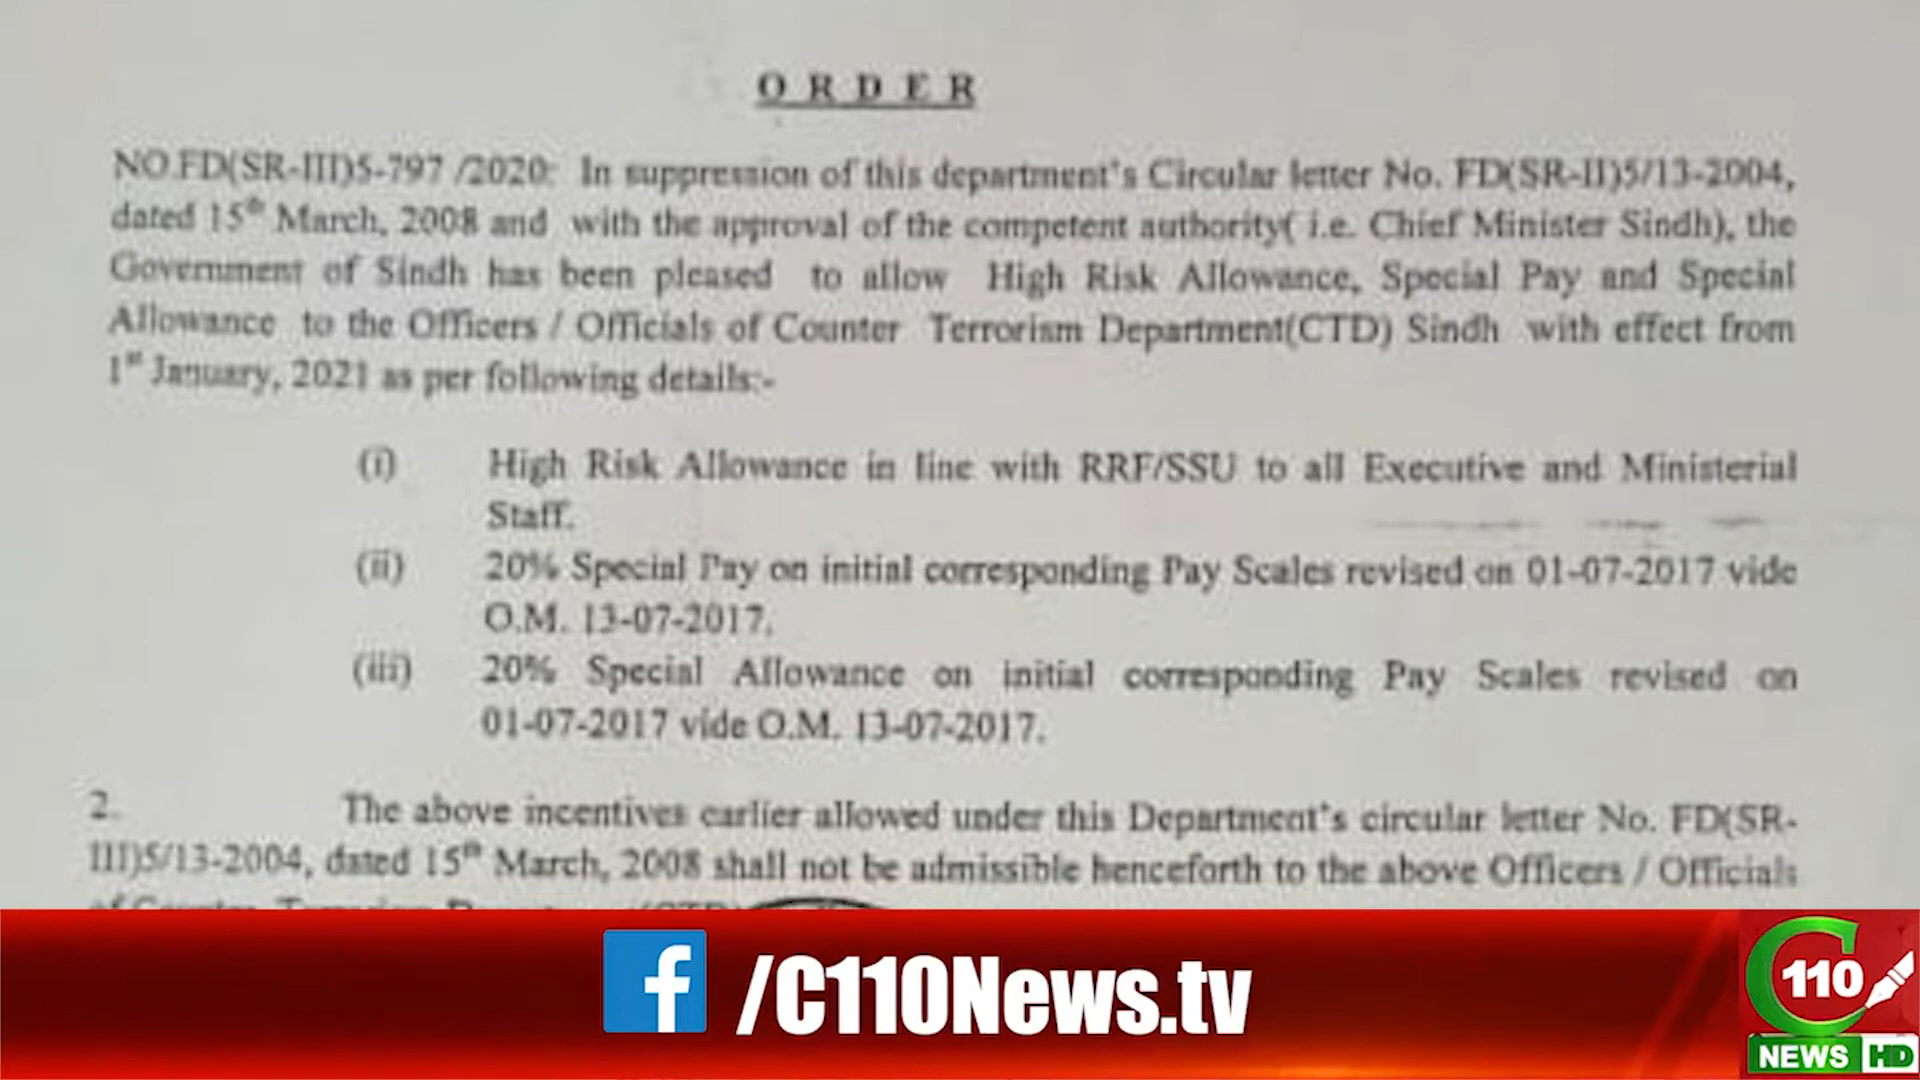 O R D E R
NO.FD(SR-III)5-797 /2020: In suppression of this department's Circular letter No. FD(SR-II)5/13-2004,
dated 15th March, 2008 and with the approval of the competent authority( i.e. Chief Minister Sindh), the
Government of Sindh has been pleased to allow High Risk Allowance, Special Pay and Special
Allowance to the Officers / Officials of Counter Terrorism Department(CTD) Sindh with effect from
1st January, 2021 as per following details:-
(i) High Risk Allowance in line with RRF/SSU to all Executive and Ministerial
Staff.
(ii) 20% Special Pay on initial corresponding Pay Scales revised on 01-07-2017 vide
O.M. 13-07-2017.
(iii) 20% Special Allowance on initial corresponding Pay Scales revised on
01-07-2017 vide O.M. 13-07-2017.
2. The above incentives earlier allowed under this Department's circular letter No. FD(SR-
III)5/13-2004, dated 15th March, 2008 shall not be admissible henceforth to the above Officers / Officials
f /C110News.tv
C 110
NEWS HD